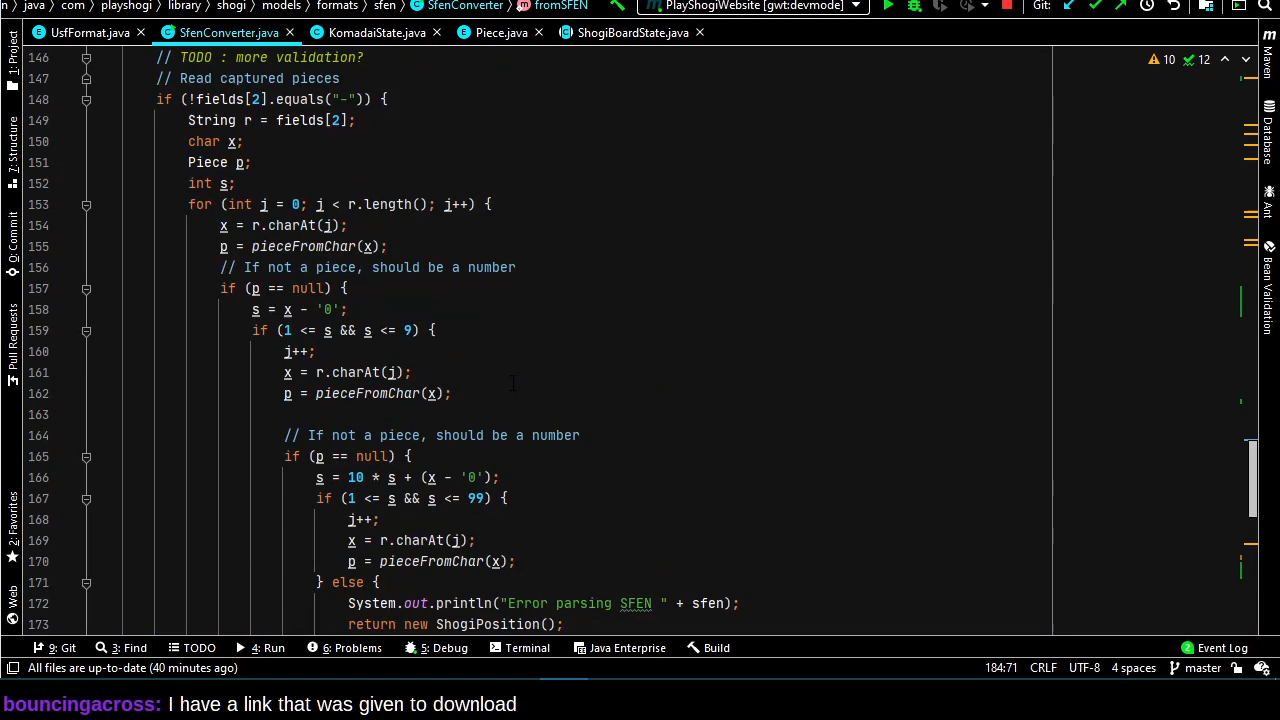 n
java
com
playshogi
library
shogi
models
formats
sfen
SfenConverter
m fromSFEN
PlayShogiWebsite [gwt:devmode]
Git:
UsfFormat.java
SfenConverter.java
KomadaiState.java
Piece.java
ShogiBoardState.java
m
Maven
Database
Ant
Bean Validation
1: Project
7: Structure
0: Commit
Pull Requests
2: Favorites
Web
10 12
146 // TODO : more validation?
147 // Read captured pieces
148 if (!fields[2].equals("-")) {
149 String r = fields[2];
150 char x;
151 Piece p;
152 int s;
153 for (int j = 0; j < r.length(); j++) {
154 x = r.charAt(j);
155 p = pieceFromChar(x);
156 // If not a piece, should be a number
157 if (p == null) {
158 s = x - '0';
159 if (1 <= s && s <= 9) {
160 j++;
161 x = r.charAt(j);
162 p = pieceFromChar(x);
163
164 // If not a piece, should be a number
165 if (p == null) {
166 s = 10 * s + (x - '0');
167 if (1 <= s && s <= 99) {
168 j++;
169 x = r.charAt(j);
170 p = pieceFromChar(x);
171 } else {
172 System.out.println("Error parsing SFEN " + sfen);
173 return new ShogiPosition();
9: Git
3: Find
TODO
4: Run
6: Problems
5: Debug
Terminal
Java Enterprise
Build
2 Event Log
All files are up-to-date (40 minutes ago)
184:71 CRLF UTF-8 4 spaces master
bouncingacross: I have a link that was given to download